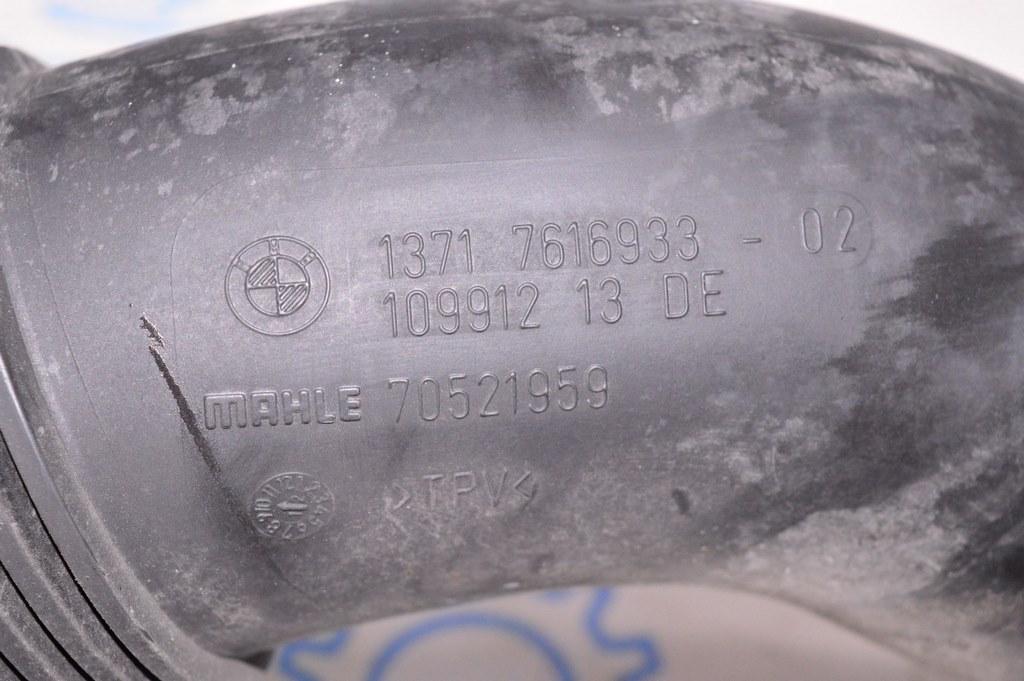 1371 7616933 - 02
109912 13 DE
MAHLE 70521959
>TPV<